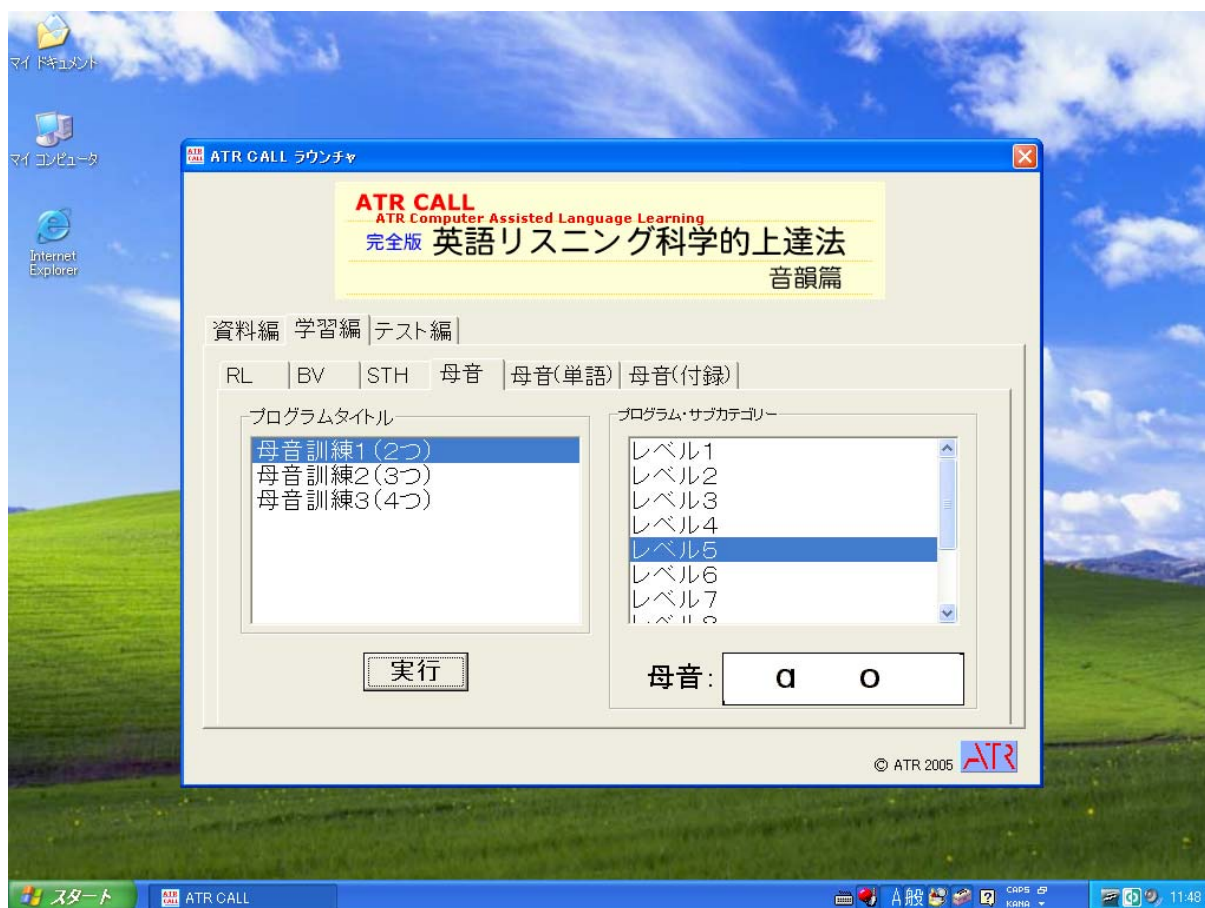 マイ ドキュメント
マイ コンピュータ
Internet
Explorer
ATR CALL ラウンチャ
ATR CALL
ATR Computer Assisted Language Learning
完全版 英語リスニング科学的上達法
音韻篇
資料編 学習編 テスト編
RL BV STH 母音 母音(単語) 母音(付録)
プログラムタイトル
母音訓練1(2つ)
母音訓練2(3つ)
母音訓練3(4つ)
実行
プログラム・サブカテゴリー
レベル1
レベル2
レベル3
レベル4
レベル5
レベル6
レベル7
母音: ɑ o
© ATR 2005 ATR
スタート
ATR CALL
A般
CAPS
KANA
11:48